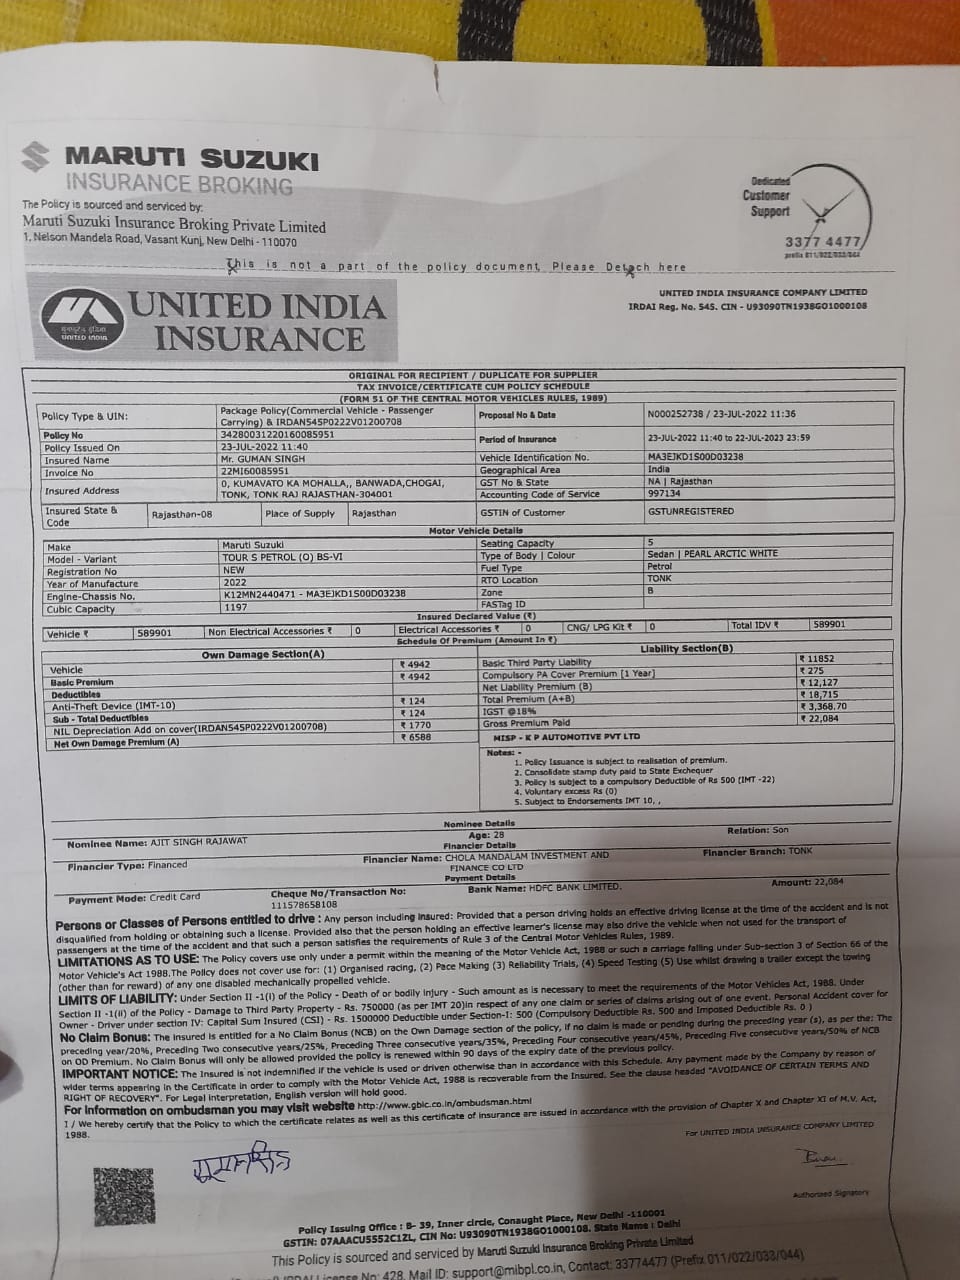 MARUTI SUZUKI
INSURANCE BROKING
The Policy is sourced and serviced by:
Maruti Suzuki Insurance Broking Private Limited
1, Nelson Mandela Road, Vasant Kunj, New Delhi - 110070
Dedicated
Customer
Support
3377 4477
prefix 011/022/033/044
This is not a part of the policy document, Please Detach here
UNITED INDIA
INSURANCE
UNITED INDIA
UNITED INDIA INSURANCE COMPANY LIMITED
IRDAI Reg. No. 545. CIN - U93090TN1938GO1000108
ORIGINAL FOR RECIPIENT / DUPLICATE FOR SUPPLIER
TAX INVOICE/CERTIFICATE CUM POLICY SCHEDULE
(FORM 51 OF THE CENTRAL MOTOR VEHICLES RULES, 1989)
Policy Type & UIN: Package Policy(Commercial Vehicle - Passenger Carrying) & IRDAN545P0222V01200708 Proposal No & Date N000252738 / 23-JUL-2022 11:36
Policy No 3428003122016008​5951 Period of Insurance 23-JUL-2022 11:40 to 22-JUL-2023 23:59
Policy Issued On 23-JUL-2022 11:40
Insured Name Mr. GUMAN SINGH Vehicle Identification No. MA3EJKD1S00D03238
Invoice No 22MI60085951 Geographical Area India
Insured Address 0, KUMAVATO KA MOHALLA,, BANWADA,CHOGAI, TONK, TONK RAJ RAJASTHAN-304001 GST No & State NA | Rajasthan
Accounting Code of Service 997134
Insured State & Code Rajasthan-08 Place of Supply Rajasthan GSTIN of Customer GSTUNREGISTERED
Motor Vehicle Details
Make Maruti Suzuki Seating Capacity 5
Model - Variant TOUR S PETROL (O) BS-VI Type of Body | Colour Sedan | PEARL ARCTIC WHITE
Registration No NEW Fuel Type Petrol
Year of Manufacture 2022 RTO Location TONK
Engine-Chassis No. K12MN2440471 - MA3EJKD1S00D03238 Zone B
Cubic Capacity 1197 FASTag ID
Insured Declared Value (₹)
Vehicle ₹ 589901 Non Electrical Accessories ₹ 0 Electrical Accessories ₹ 0 CNG/ LPG Kit ₹ 0 Total IDV ₹ 589901
Schedule Of Premium (Amount In ₹)
Own Damage Section(A)
Vehicle ₹ 4942
Basic Premium ₹ 4942
Deductibles
Anti-Theft Device (IMT-10) ₹ 124
Sub - Total Deductibles ₹ 124
NIL Depreciation Add on cover(IRDAN545P0222V01200708) ₹ 1770
Net Own Damage Premium (A) ₹ 6588
Liability Section(B)
Basic Third Party Liability ₹ 11852
Compulsory PA Cover Premium [1 Year] ₹ 275
Net Liability Premium (B) ₹ 12,127
Total Premium (A+B) ₹ 18,715
IGST @18% ₹ 3,368.70
Gross Premium Paid ₹ 22,084
MISP - K P AUTOMOTIVE PVT LTD
Notes: -
1. Policy Issuance is subject to realisation of premium.
2. Consolidate stamp duty paid to State Exchequer
3. Policy is subject to a compulsory Deductible of Rs 500 (IMT -22)
4. Voluntary excess Rs (0)
5. Subject to Endorsements IMT 10, ,
Nominee Details
Nominee Name: AJIT SINGH RAJAWAT Age: 28 Relation: Son
Financier Details
Financier Type: Financed Financier Name: CHOLA MANDALAM INVESTMENT AND FINANCE CO LTD Financier Branch: TONK
Payment Details
Payment Mode: Credit Card Cheque No/Transaction No: 111578658108 Bank Name: HDFC BANK LIMITED. Amount: 22,084
Persons or Classes of Persons entitled to drive : Any person including insured: Provided that a person driving holds an effective driving license at the time of the accident and is not
disqualified from holding or obtaining such a license. Provided also that the person holding an effective learner's license may also drive the vehicle when not used for the transport of
passengers at the time of the accident and that such a person satisfies the requirements of Rule 3 of the Central Motor Vehicles Rules, 1989.
LIMITATIONS AS TO USE: The Policy covers use only under a permit within the meaning of the Motor Vehicle Act, 1988 or such a carriage falling under Sub-section 3 of Section 66 of the
Motor Vehicle's Act 1988.The Policy does not cover use for: (1) Organised racing, (2) Pace Making (3) Reliability Trials, (4) Speed Testing (5) Use whilst drawing a trailer except the towing
(other than for reward) of any one disabled mechanically propelled vehicle.
LIMITS OF LIABILITY: Under Section II -1(i) of the Policy - Death of or bodily injury - Such amount as is necessary to meet the requirements of the Motor Vehicles Act, 1988. Under
Section II -1(ii) of the Policy - Damage to Third Party Property - Rs. 750000 (as per IMT 20)in respect of any one claim or series of claims arising out of one event. Personal Accident cover for
Owner - Driver under section IV: Capital Sum Insured (CSI) - Rs. 1500000 Deductible under Section-I: 500 (Compulsory Deductible Rs. 500 and Imposed Deductible Rs. 0 )
No Claim Bonus: The Insured is entitled for a No Claim Bonus (NCB) on the Own Damage section of the policy, if no claim is made or pending during the preceding year (s), as per the: The
preceding year/20%, Preceding Two consecutive years/25%, Preceding Three consecutive years/35%, Preceding Four consecutive years/45%, Preceding Five consecutive years/50% of NCB
on OD Premium. No Claim Bonus will only be allowed provided the policy is renewed within 90 days of the expiry date of the previous policy.
IMPORTANT NOTICE: The Insured is not indemnified if the vehicle is used or driven otherwise than in accordance with this Schedule. Any payment made by the Company by reason of
wider terms appearing in the Certificate in order to comply with the Motor Vehicle Act, 1988 is recoverable from the Insured. See the clause headed "AVOIDANCE OF CERTAIN TERMS AND
RIGHT OF RECOVERY". For Legal Interpretation, English version will hold good.
For Information on ombudsman you may visit website http://www.gbic.co.in/ombudsman.html
I / We hereby certify that the Policy to which the certificate relates as well as this certificate of insurance are issued in accordance with the provision of Chapter X and Chapter XI of M.V. Act,
1988.
For UNITED INDIA INSURANCE COMPANY LIMITED
Authorised Signatory
Policy Issuing Office : B- 39, Inner circle, Conaught Place, New Delhi -110001
GSTIN: 07AAACU5552C1ZL, CIN No: U93090TN1938GO1000108. State Name : Delhi
This Policy is sourced and serviced by Maruti Suzuki Insurance Broking Private Limited
License No: 428, Mail ID: support@mibpl.co.in, Contact: 33774477 (Prefix 011/022/033/044)